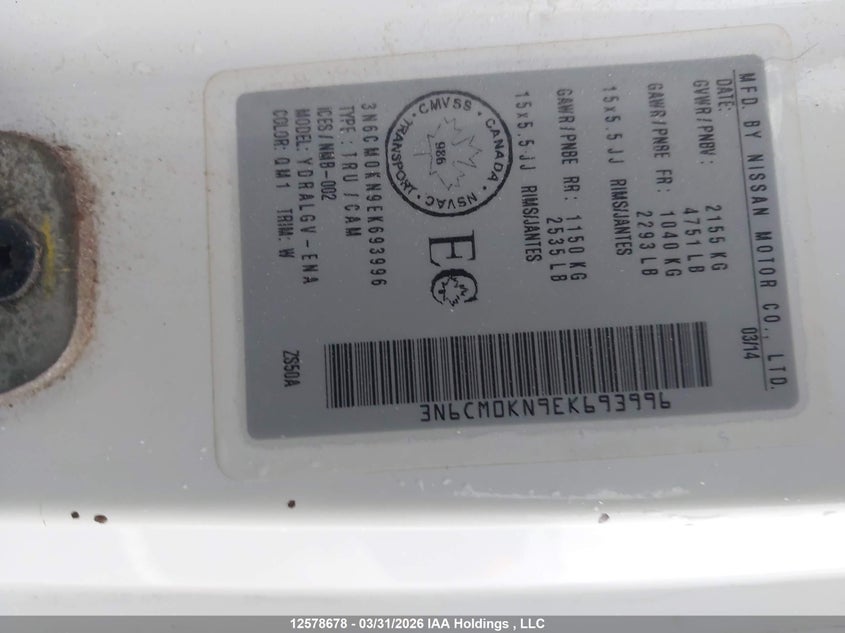 MFD. BY NISSAN MOTOR CO., LTD.
DATE: 03/14
GVWR/PNBV: 2155 KG
4751 LB
GAWR/PNBE FR: 1040 KG
2293 LB
15x5.5JJ RIMS/JANTES
GAWR/PNBE RR: 1150 KG
2535 LB
15x5.5JJ RIMS/JANTES
CMVSS · CANADA · NSVAC · TRANSPORT
986
EC
3N6CM0KN9EK693996
TYPE: TRU/CAM
ICES/NMB-002
MODEL: YDRALGV-ENA
COLOR: QM1 TRIM: W
ZS50A
3N6CM0KN9EK693996
12578678 - 03/31/2026 IAA Holdings , LLC